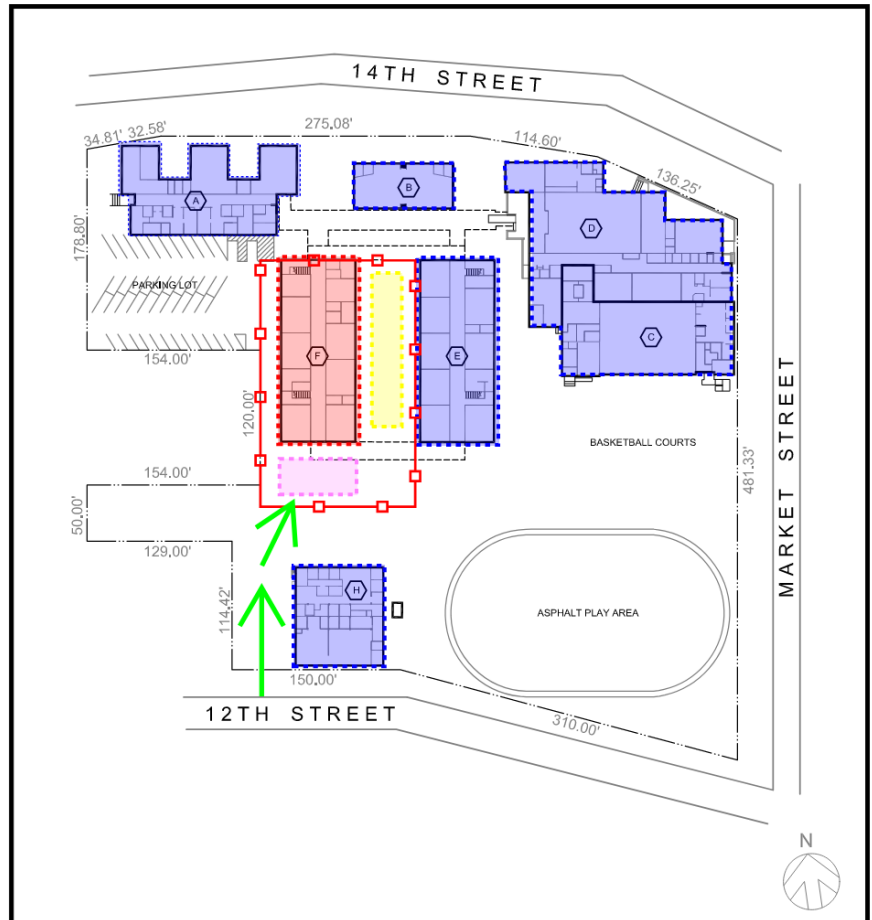 14TH STREET
34.81' 32.58'
275.08'
114.60'
136.25'
178.80'
A
B
D
PARKING LOT
F
E
C
154.00'
120.00'
BASKETBALL COURTS
MARKET STREET
481.33'
154.00'
50.00'
129.00'
114.42'
H
ASPHALT PLAY AREA
150.00'
12TH STREET
310.00'
N